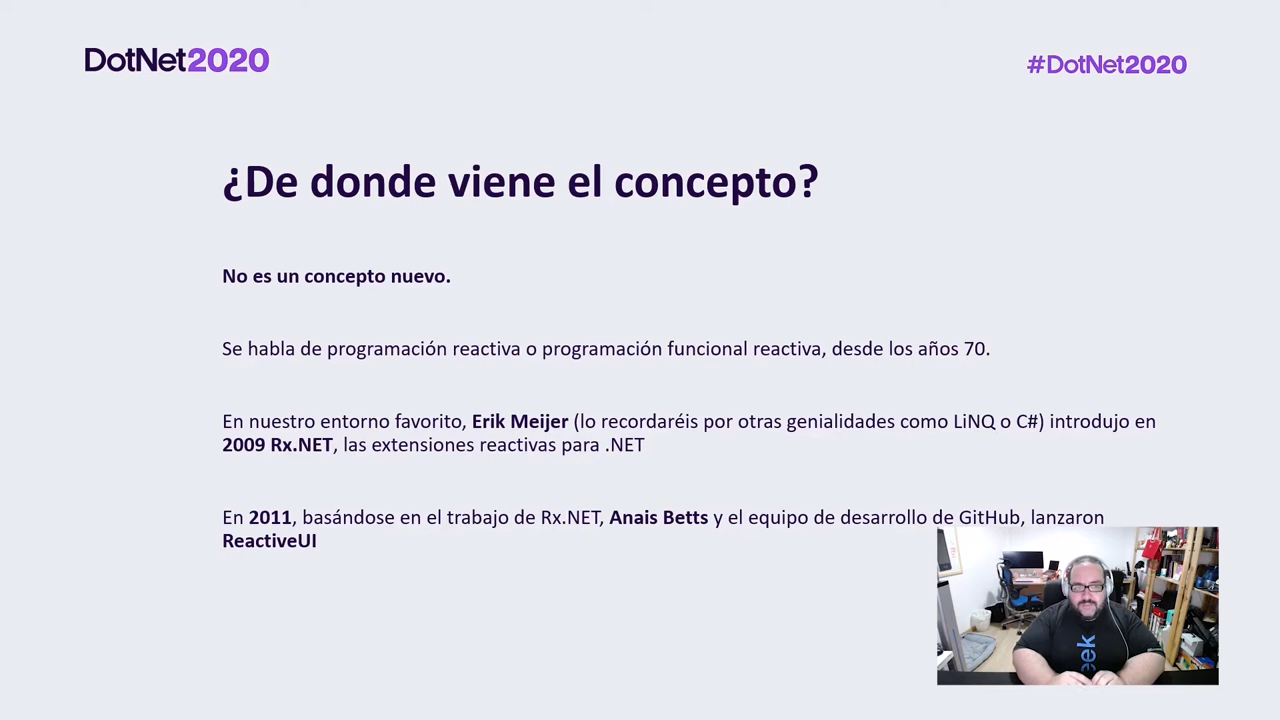 DotNet2020
#DotNet2020
¿De donde viene el concepto?
No es un concepto nuevo.
Se habla de programación reactiva o programación funcional reactiva, desde los años 70.
En nuestro entorno favorito, Erik Meijer (lo recordaréis por otras genialidades como LiNQ o C#) introdujo en
2009 Rx.NET, las extensiones reactivas para .NET
En 2011, basándose en el trabajo de Rx.NET, Anais Betts y el equipo de desarrollo de GitHub, lanzaron
ReactiveUI
eek